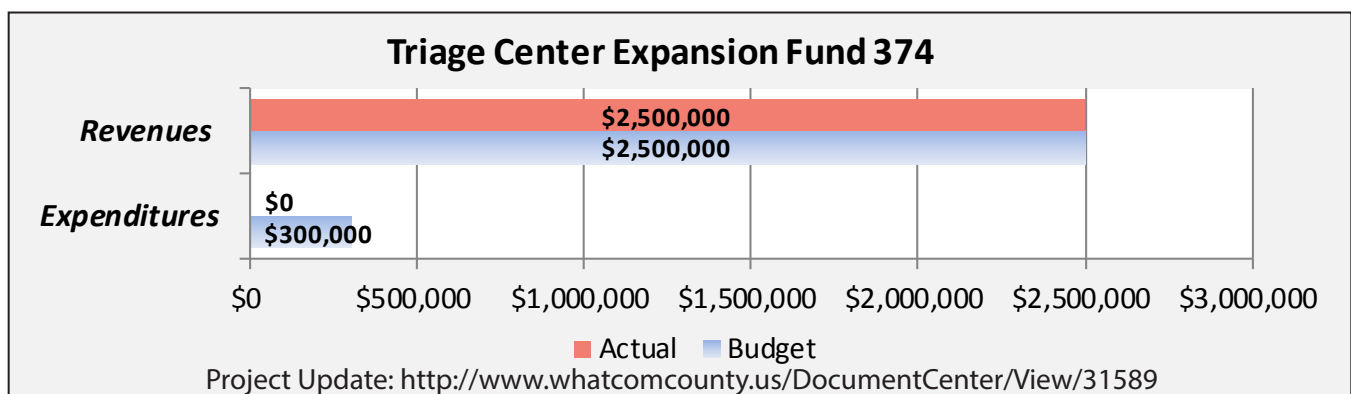 Triage Center Expansion Fund 374
Revenues
$2,500,000
$2,500,000
Expenditures
$0
$300,000
$0 $500,000 $1,000,000 $1,500,000 $2,000,000 $2,500,000 $3,000,000
Actual Budget
Project Update: http://www.whatcomcounty.us/DocumentCenter/View/31589